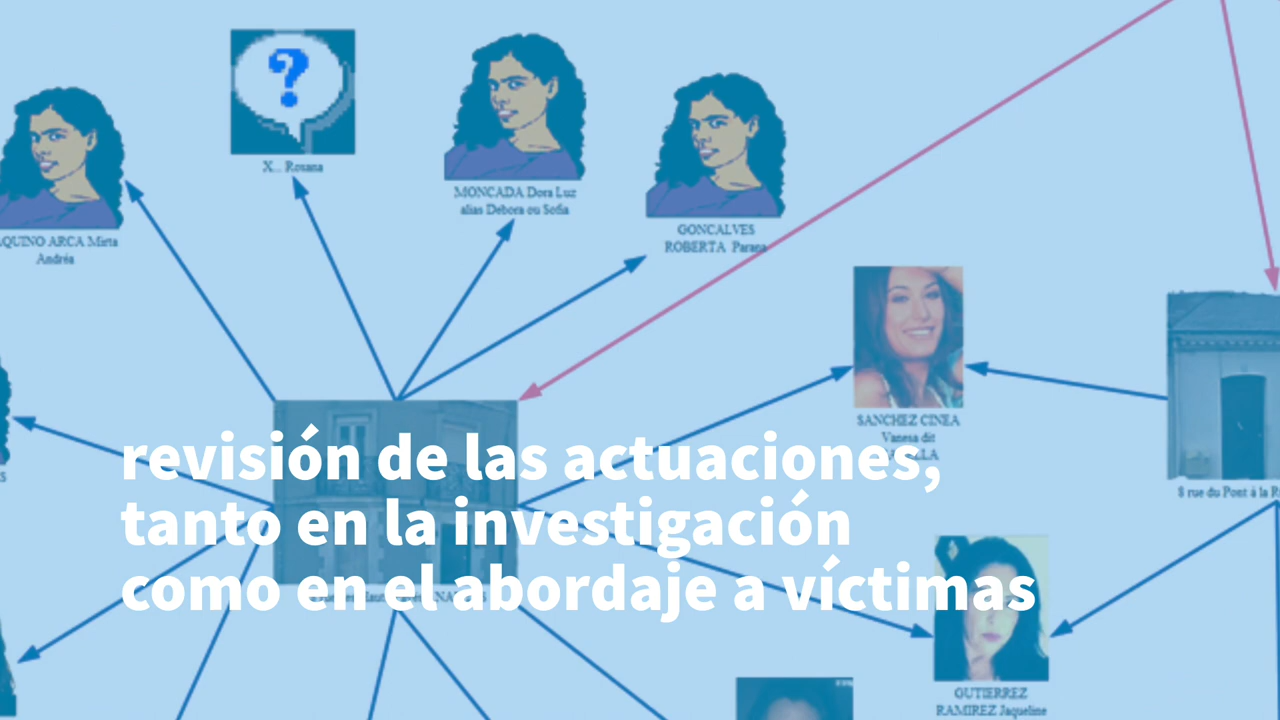 X... Rosana
MONCADA Dora Luz
alias Debora ou Sofia
GONCALVES
ROBERTA Parana
AQUINO ARCA Mirta
Andréa
SANCHEZ CINEA
Vanesa dit
8 rue du Pont à la
revisión de las actuaciones,
tanto en la investigación
como en el abordaje a víctimas
GUTIERREZ
RAMIREZ Jaqueline